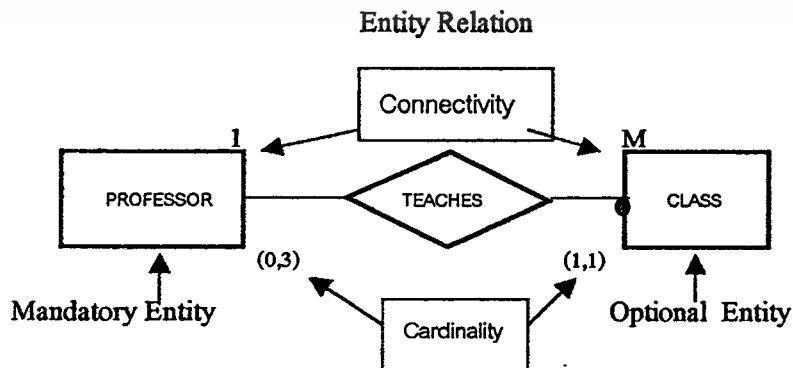 Entity Relation
Connectivity
1
M
PROFESSOR
TEACHES
CLASS
(0,3)
(1,1)
Mandatory Entity
Cardinality
Optional Entity